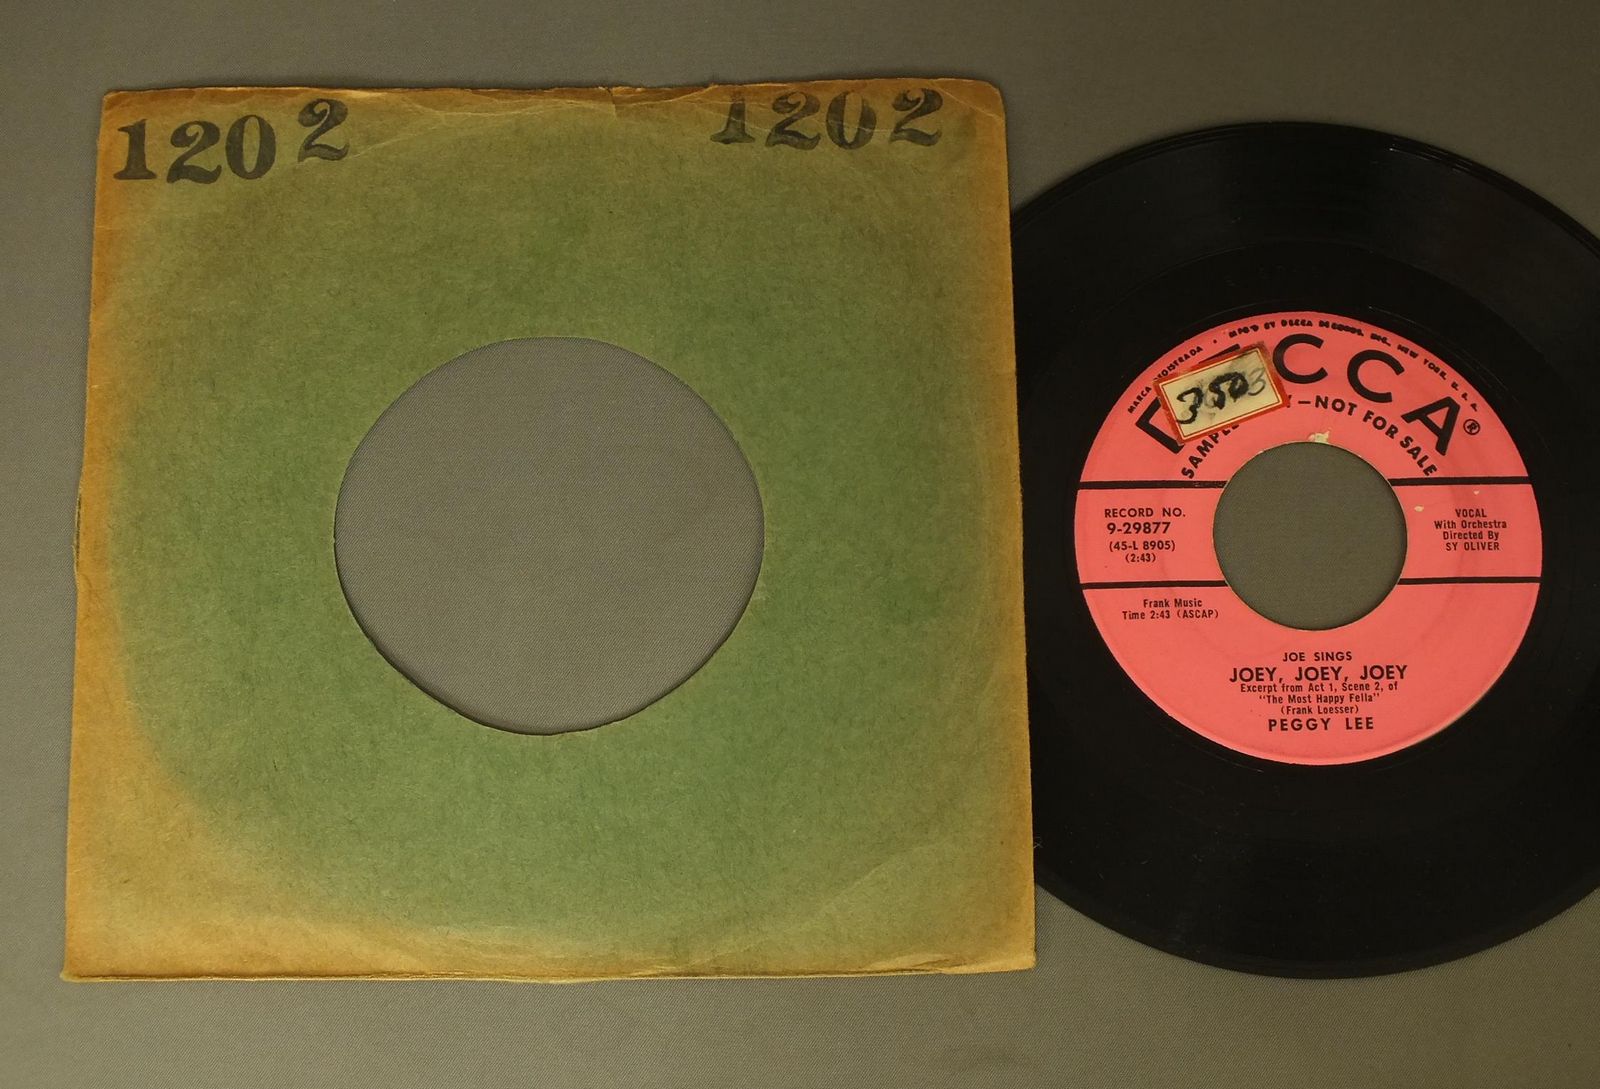 1202 1202
MARCA REGISTRADA • MFG'D BY DECCA RECORDS, INC., NEW YORK, U.S.A.
CCA®
350
SAMPLE — NOT FOR SALE
RECORD NO.
9-29877
(45-L 8905)
(2:43)
VOCAL
With Orchestra
Directed By
SY OLIVER
Frank Music
Time 2:43 (ASCAP)
JOE SINGS
JOEY, JOEY, JOEY
Excerpt from Act 1, Scene 2, of
"The Most Happy Fella"
(Frank Loesser)
PEGGY LEE